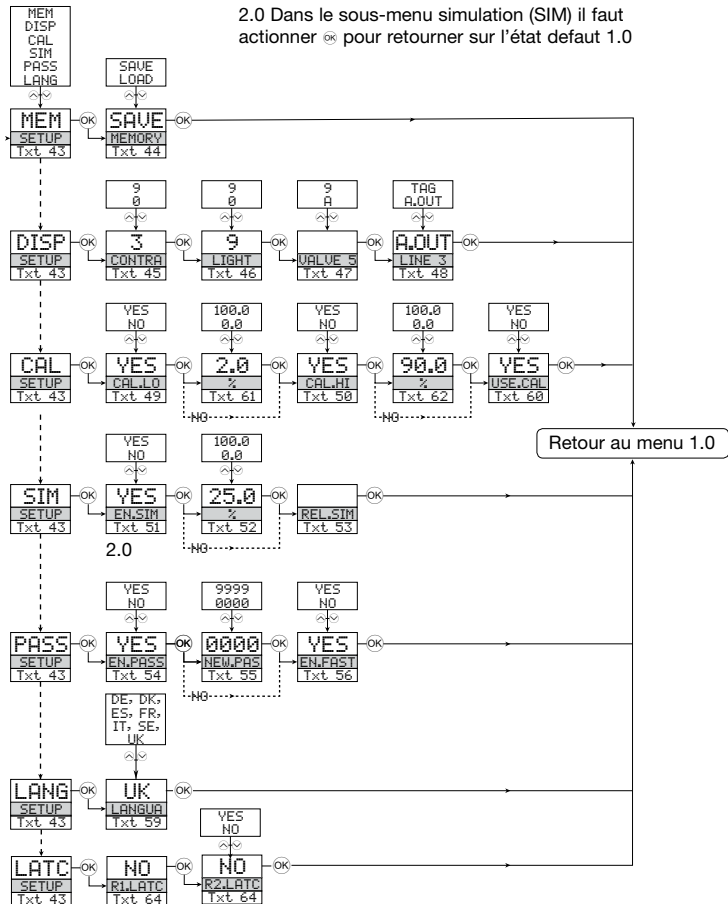 2.0 Dans le sous-menu simulation (SIM) il faut
actionner OK pour retourner sur l'état defaut 1.0
MEM
DISP
CAL
SIM
PASS
LANG
SAVE
LOAD
MEM OK SAVE OK
SETUP MEMORY
Txt 43 Txt 44
9 9 9 TAG
0 0 A A.OUT
DISP OK 3 OK 9 OK OK A.OUT OK
SETUP CONTRA LIGHT VALVE 5 LINE 3
Txt 43 Txt 45 Txt 46 Txt 47 Txt 48
YES 100.0 YES 100.0 YES
NO 0.0 NO 0.0 NO
CAL OK YES OK 2.0 OK YES OK 90.0 OK YES OK
SETUP CAL.LO % CAL.HI % USE.CAL
Txt 43 Txt 49 Txt 61 Txt 50 Txt 62 Txt 60
NO NO
Retour au menu 1.0
YES 100.0
NO 0.0
SIM OK YES OK 25.0 OK OK
SETUP EN.SIM % REL.SIM
Txt 43 Txt 51 Txt 52 Txt 53
2.0 NO
YES 9999 YES
NO 0000 NO
PASS OK YES OK 0000 OK YES OK
SETUP EN.PASS NEW.PAS EN.FAST
Txt 43 Txt 54 Txt 55 Txt 56
NO
DE, DK,
ES, FR,
IT, SE,
UK
LANG OK UK OK
SETUP LANGUA
Txt 43 Txt 59
YES
NO
LATC OK NO OK NO OK
SETUP R1.LATC R2.LATC
Txt 43 Txt 64 Txt 64